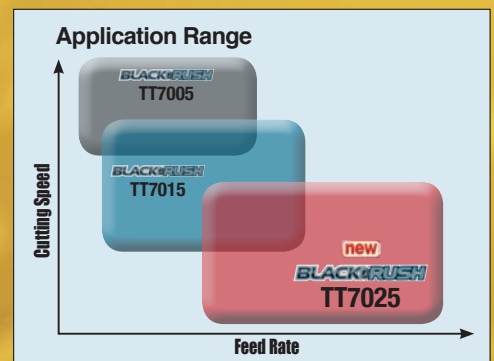 Application Range
BLACK RUSH
TT7005
BLACK RUSH
TT7015
new
BLACK RUSH
TT7025
Cutting Speed
Feed Rate